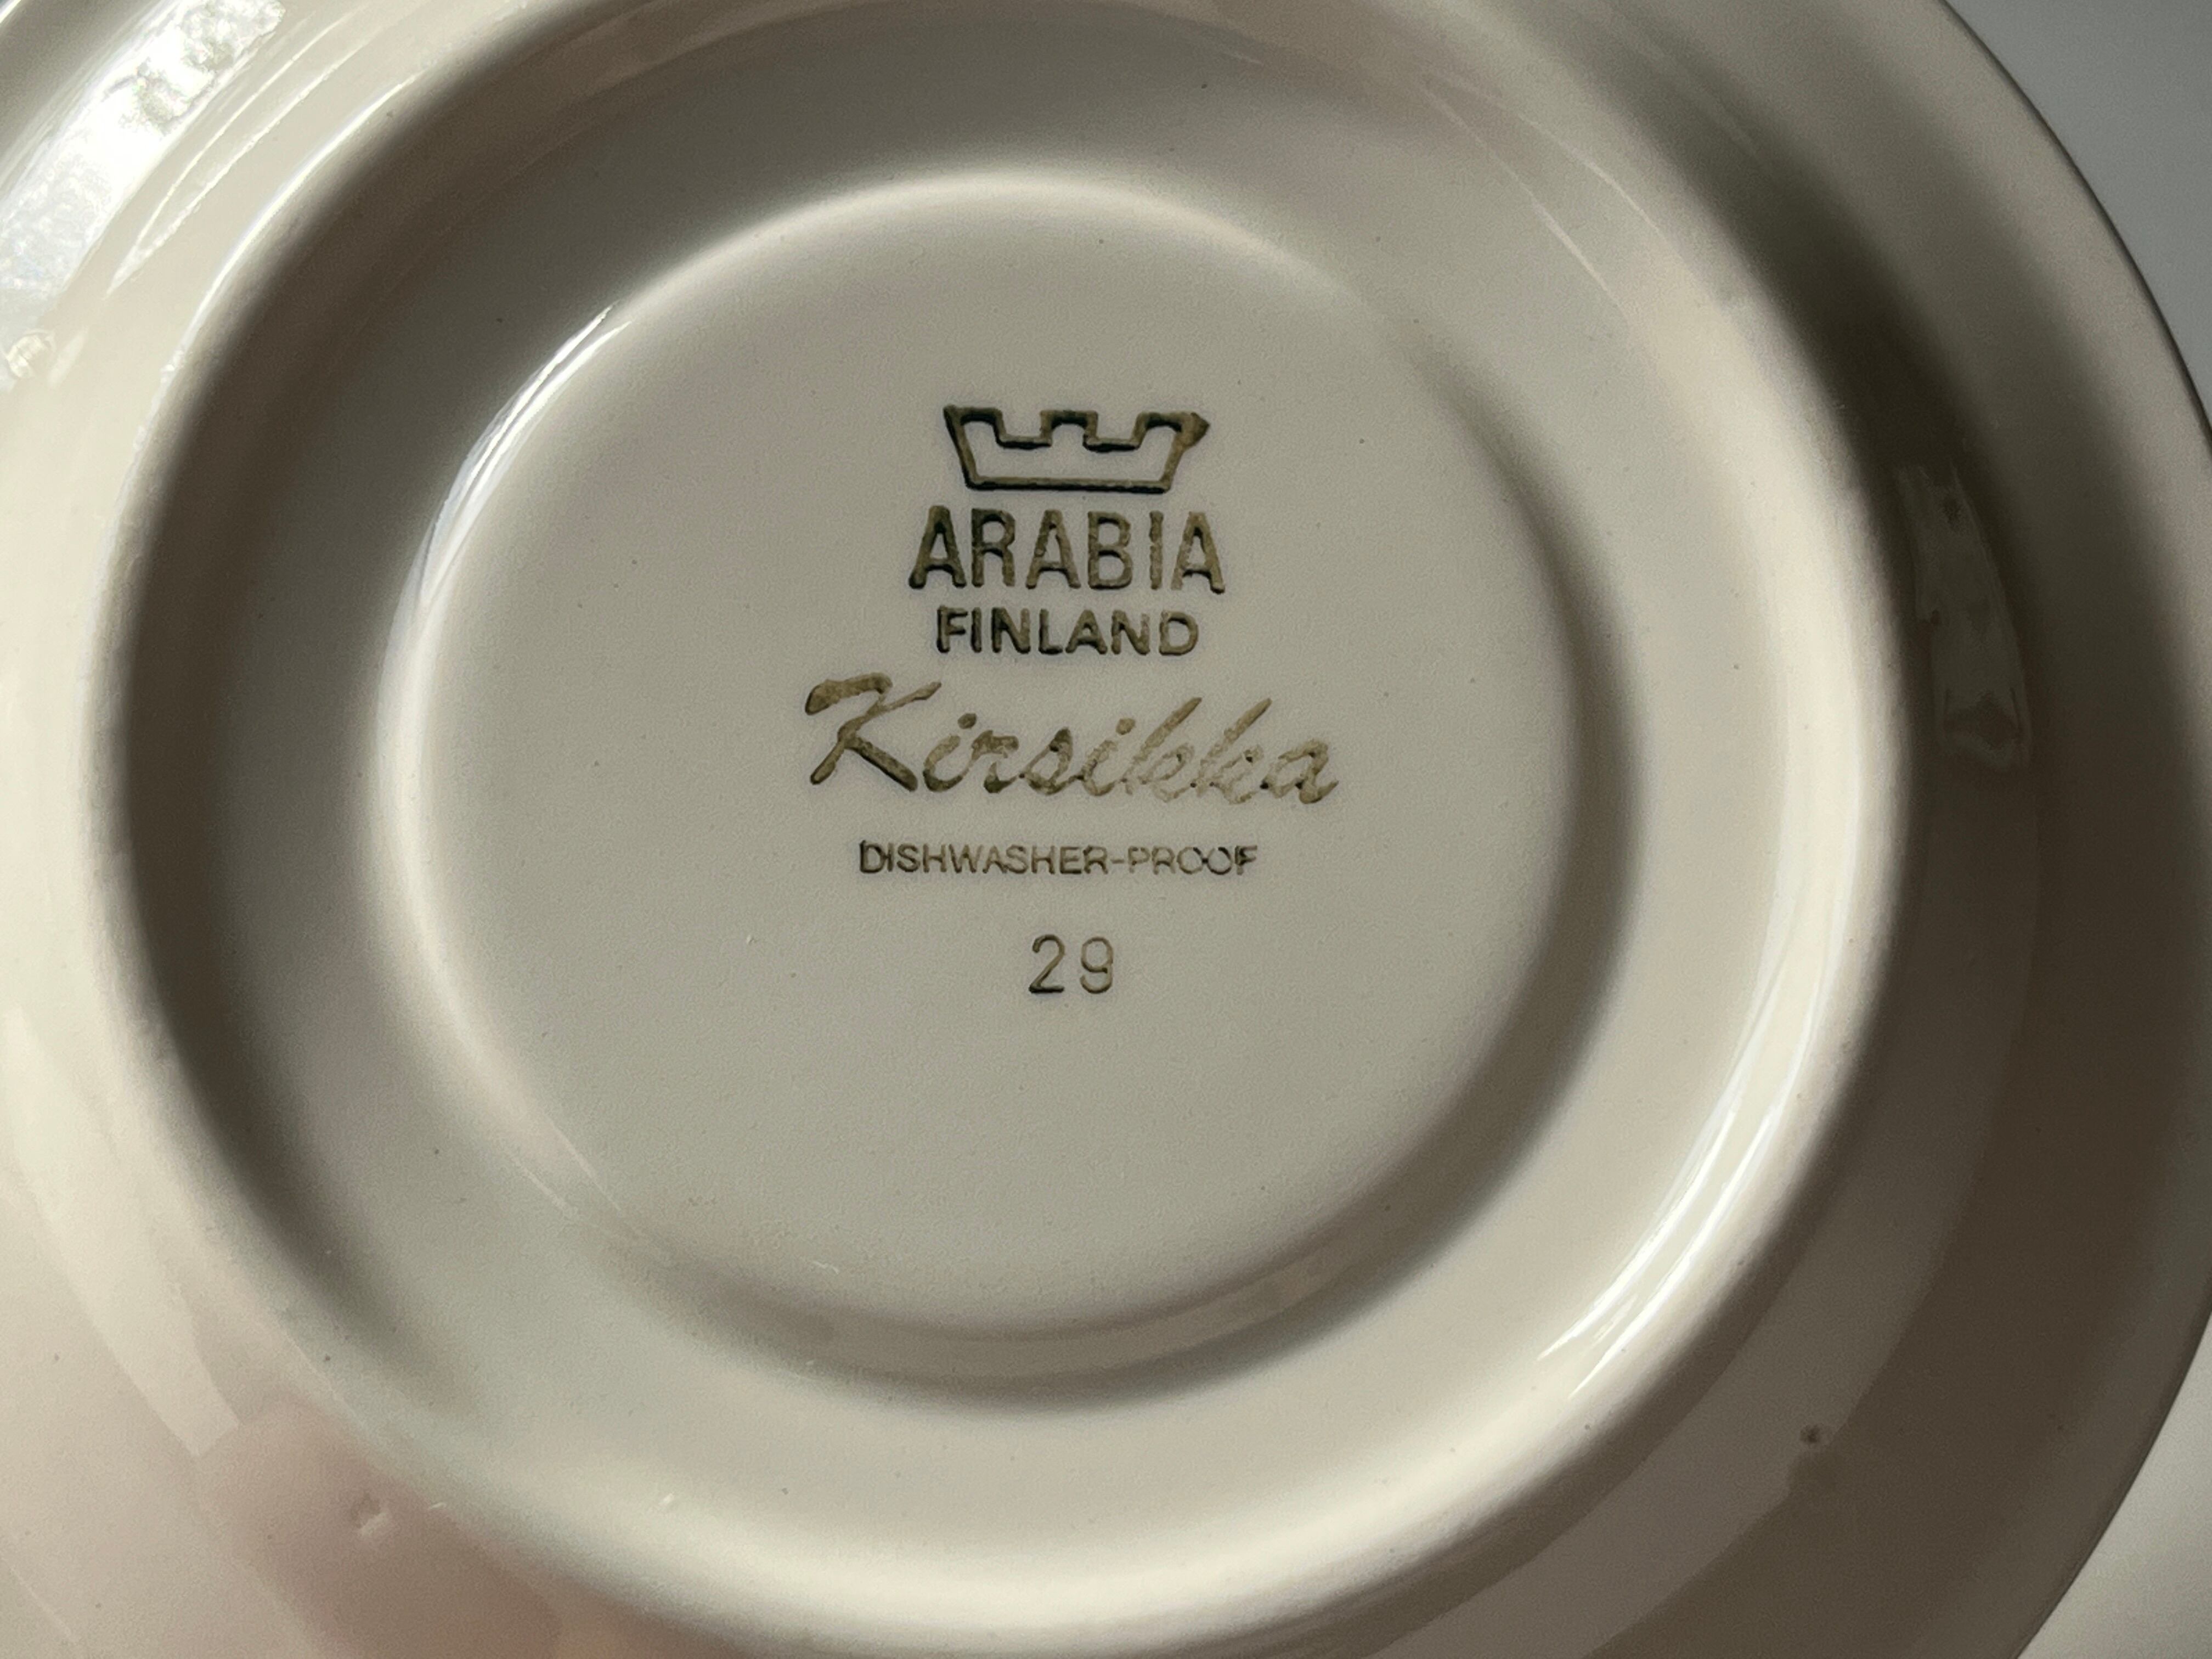 ARABIA
FINLAND
Kirsikka
DISHWASHER-PROOF
29